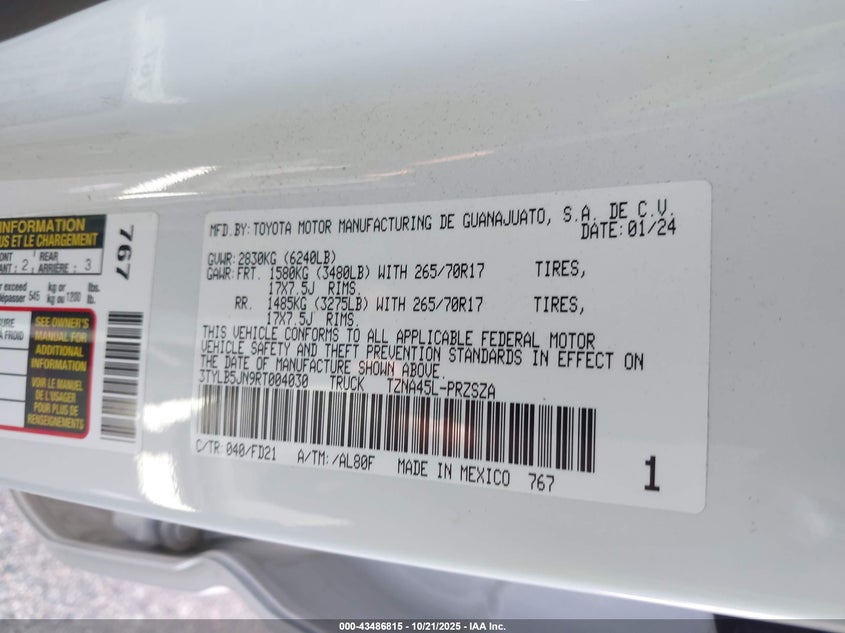 INFORMATION
US ET LE CHARGEMENT
2
REAR
ARRIÈRE : 3
or exceed
dépasser 545 kg or kg ou 1200 lbs. lb.
À FROID
SEE OWNER'S
MANUAL FOR
ADDITIONAL
INFORMATION
VOIR LE MANUEL
DE L'USAGER
POUR PLUS DE
RENSEIGNEMENTS
767
MFD.BY:TOYOTA MOTOR MANUFACTURING DE GUANAJUATO, S.A. DE C.V.
DATE:01/24
GVWR:2830KG (6240LB)
GAWR:FRT. 1580KG (3480LB) WITH 265/70R17 TIRES,
17X7.5J RIMS.
RR. 1485KG (3275LB) WITH 265/70R17 TIRES,
17X7.5J RIMS.
THIS VEHICLE CONFORMS TO ALL APPLICABLE FEDERAL MOTOR
VEHICLE SAFETY AND THEFT PREVENTION STANDARDS IN EFFECT ON
THE DATE OF MANUFACTURE SHOWN ABOVE.
3TYLB5JN9RT004030 TRUCK TZNA45L-PRZSZA
C/TR:040/FD21 A/TM:/AL80F MADE IN MEXICO 767
1
000-43486815 - 10/21/2025 - IAA Inc.